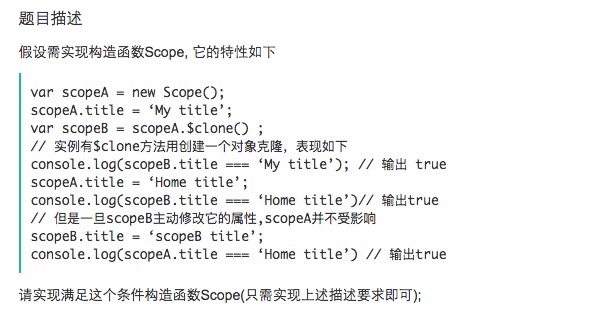 题目描述
假设需实现构造函数Scope, 它的特性如下
var scopeA = new Scope();
scopeA.title = ‘My title’;
var scopeB = scopeA.$clone() ;
// 实例有$clone方法用创建一个对象克隆，表现如下
console.log(scopeB.title === ‘My title’); // 输出 true
scopeA.title = ‘Home title’;
console.log(scopeB.title === ‘Home title’)// 输出true
// 但是一旦scopeB主动修改它的属性,scopeA并不受影响
scopeB.title = ‘scopeB title’;
console.log(scopeA.title === ‘Home title’) // 输出true
请实现满足这个条件构造函数Scope(只需实现上述描述要求即可);